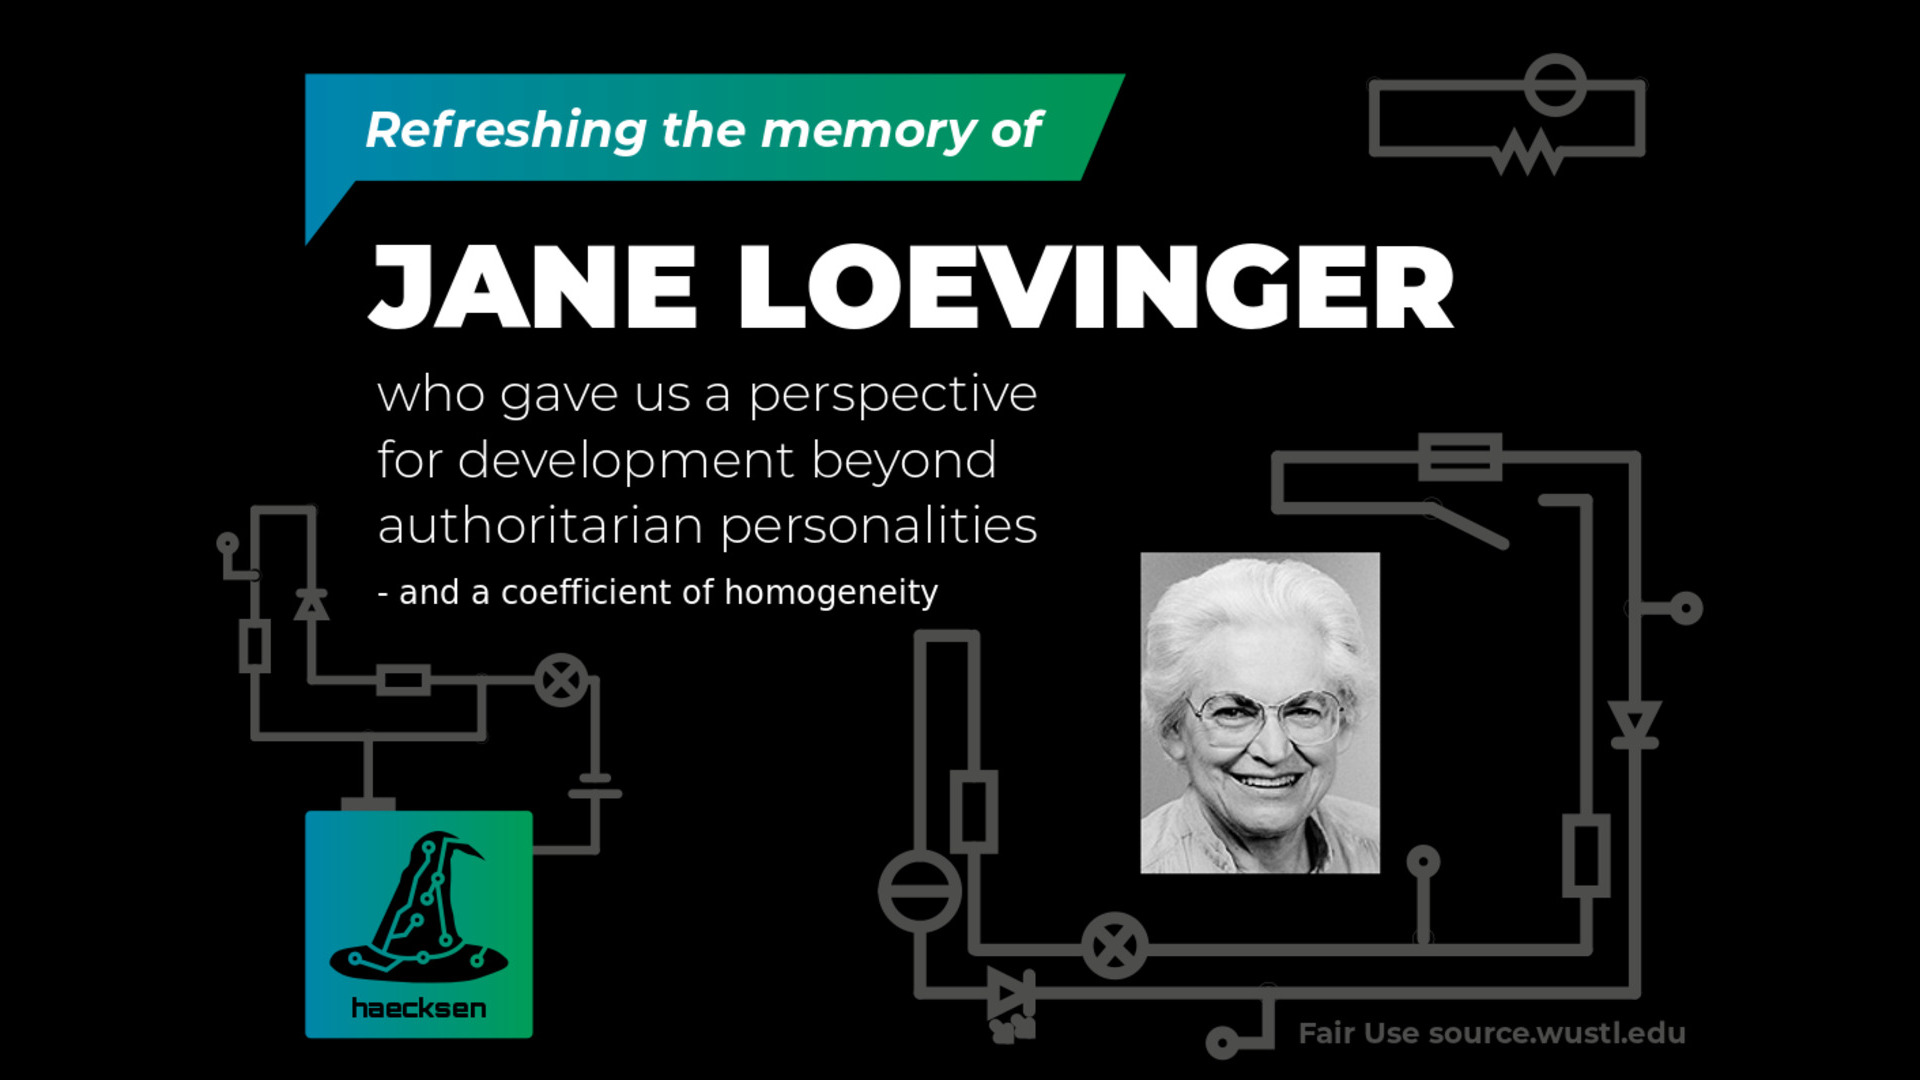 Refreshing the memory of
JANE LOEVINGER
who gave us a perspective
for development beyond
authoritarian personalities
- and a coefficient of homogeneity
haecksen
Fair Use source.wustl.edu